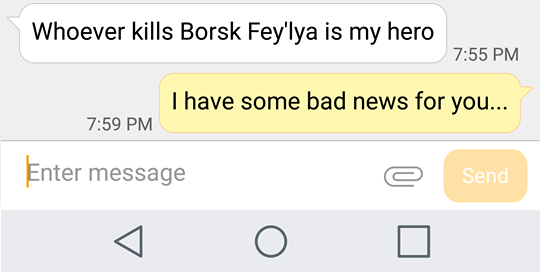 Whoever kills Borsk Fey'lya is my hero
7:55 PM
I have some bad news for you...
7:59 PM
Enter message
Send